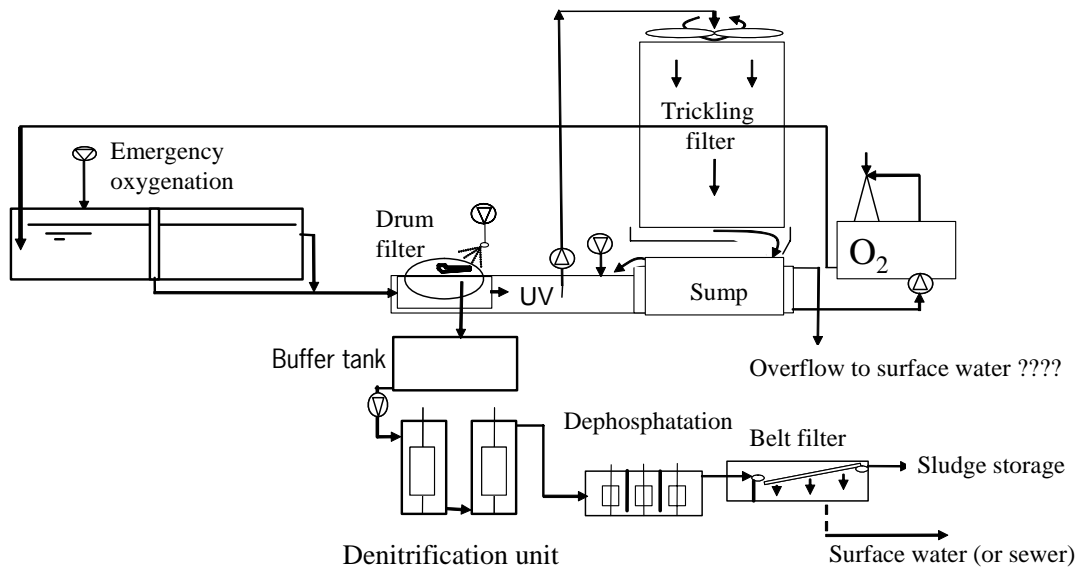 Trickling
filter
Emergency
oxygenation
Drum
filter
O2
UV
Sump
Buffer tank
Overflow to surface water ????
Dephosphatation
Belt filter
Sludge storage
Denitrification unit
Surface water (or sewer)